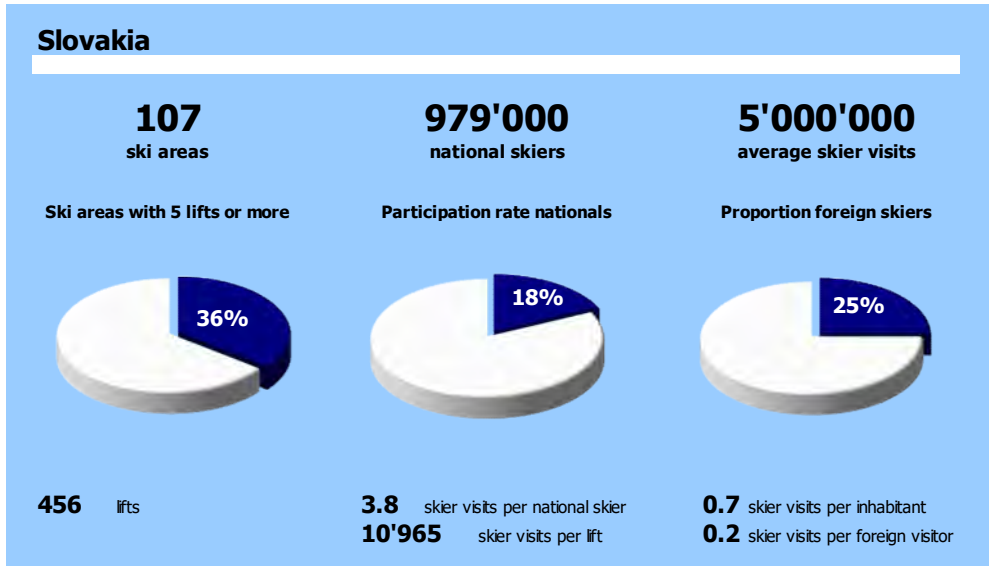 Slovakia
107
ski areas
979'000
national skiers
5'000'000
average skier visits
Ski areas with 5 lifts or more
Participation rate nationals
Proportion foreign skiers
36%
18%
25%
456 lifts
3.8 skier visits per national skier
10'965 skier visits per lift
0.7 skier visits per inhabitant
0.2 skier visits per foreign visitor